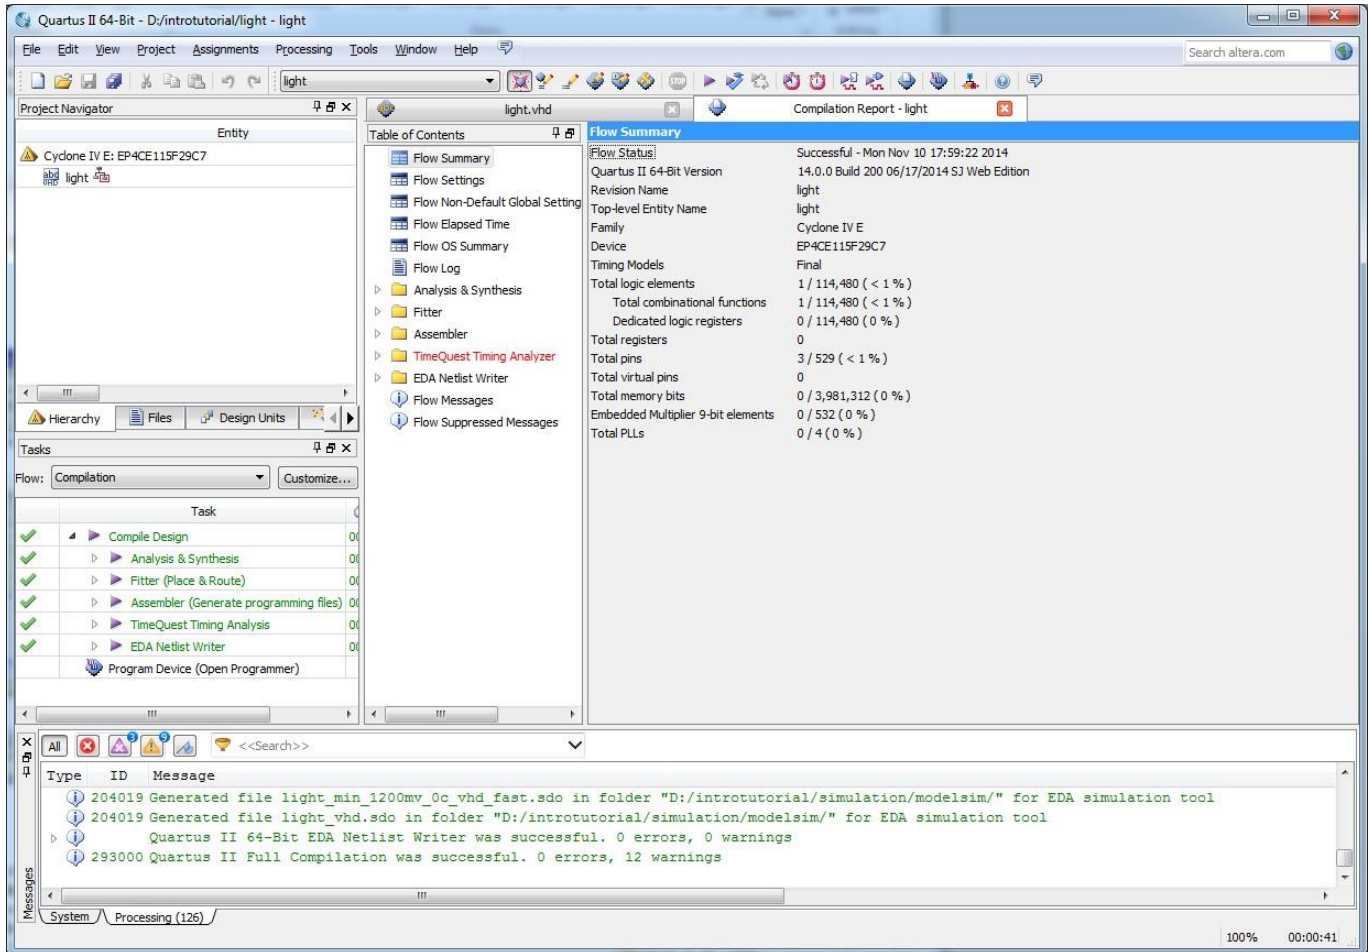 Quartus II 64-Bit - D:/introtutorial/light - light
File Edit View Project Assignments Processing Tools Window Help
Search altera.com
light
Project Navigator
Entity
Cyclone IV E: EP4CE115F29C7
light
Hierarchy Files Design Units
Tasks
Flow: Compilation Customize...
Task
Compile Design 00
Analysis & Synthesis 00
Fitter (Place & Route) 00
Assembler (Generate programming files) 00
TimeQuest Timing Analysis 00
EDA Netlist Writer 00
Program Device (Open Programmer)
light.vhd
Compilation Report - light
Table of Contents
Flow Summary
Flow Settings
Flow Non-Default Global Setting
Flow Elapsed Time
Flow OS Summary
Flow Log
Analysis & Synthesis
Fitter
Assembler
TimeQuest Timing Analyzer
EDA Netlist Writer
Flow Messages
Flow Suppressed Messages
Flow Summary
Flow Status Successful - Mon Nov 10 17:59:22 2014
Quartus II 64-Bit Version 14.0.0 Build 200 06/17/2014 SJ Web Edition
Revision Name light
Top-level Entity Name light
Family Cyclone IV E
Device EP4CE115F29C7
Timing Models Final
Total logic elements 1 / 114,480 ( < 1 % )
Total combinational functions 1 / 114,480 ( < 1 % )
Dedicated logic registers 0 / 114,480 ( 0 % )
Total registers 0
Total pins 3 / 529 ( < 1 % )
Total virtual pins 0
Total memory bits 0 / 3,981,312 ( 0 % )
Embedded Multiplier 9-bit elements 0 / 532 ( 0 % )
Total PLLs 0 / 4 ( 0 % )
All 3 9 <<Search>>
Type ID Message
204019 Generated file light_min_1200mv_0c_vhd_fast.sdo in folder "D:/introtutorial/simulation/modelsim/" for EDA simulation tool
204019 Generated file light_vhd.sdo in folder "D:/introtutorial/simulation/modelsim/" for EDA simulation tool
Quartus II 64-Bit EDA Netlist Writer was successful. 0 errors, 0 warnings
293000 Quartus II Full Compilation was successful. 0 errors, 12 warnings
Messages
System Processing (126)
100% 00:00:41